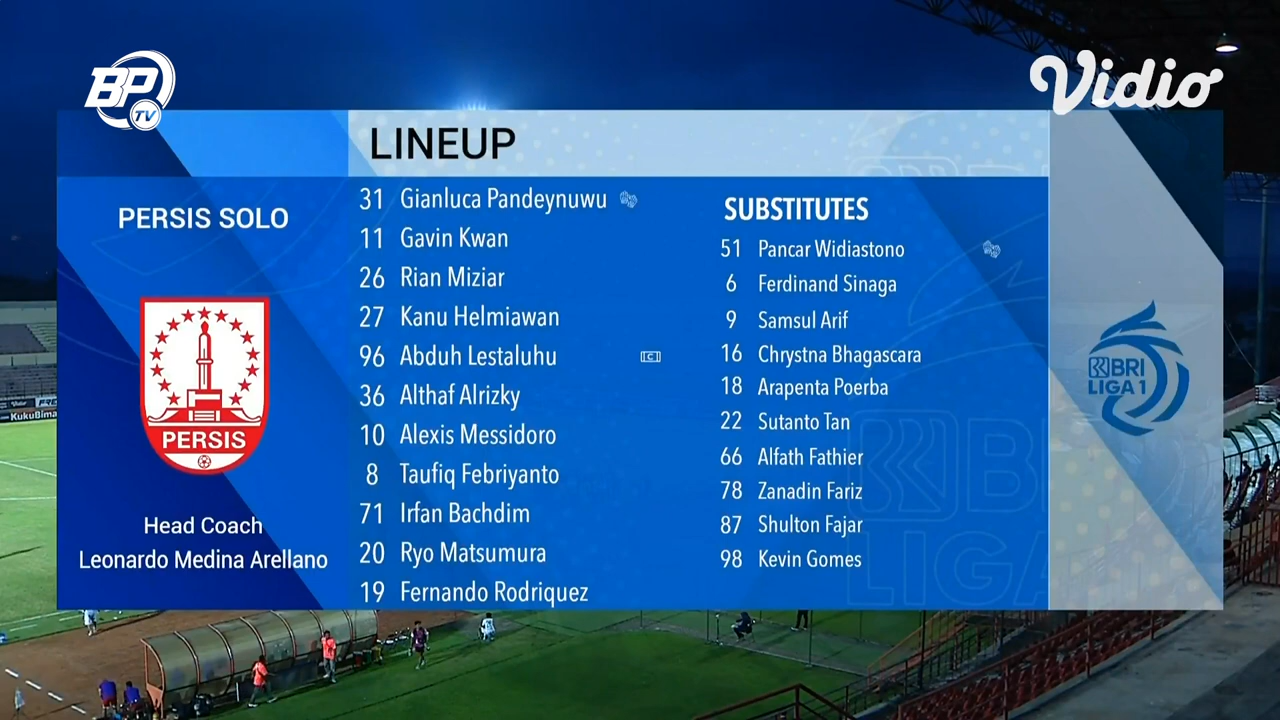 BP
TV
Vidio
LINEUP
PERSIS SOLO
PERSIS
Head Coach
Leonardo Medina Arellano
31 Gianluca Pandeynuwu
11 Gavin Kwan
26 Rian Miziar
27 Kanu Helmiawan
96 Abduh Lestaluhu C
36 Althaf Alrizky
10 Alexis Messidoro
8 Taufiq Febriyanto
71 Irfan Bachdim
20 Ryo Matsumura
19 Fernando Rodriquez
SUBSTITUTES
51 Pancar Widiastono
6 Ferdinand Sinaga
9 Samsul Arif
16 Chrystna Bhagascara
18 Arapenta Poerba
22 Sutanto Tan
66 Alfath Fathier
78 Zanadin Fariz
87 Shulton Fajar
98 Kevin Gomes
BRI
LIGA 1
KukuBima